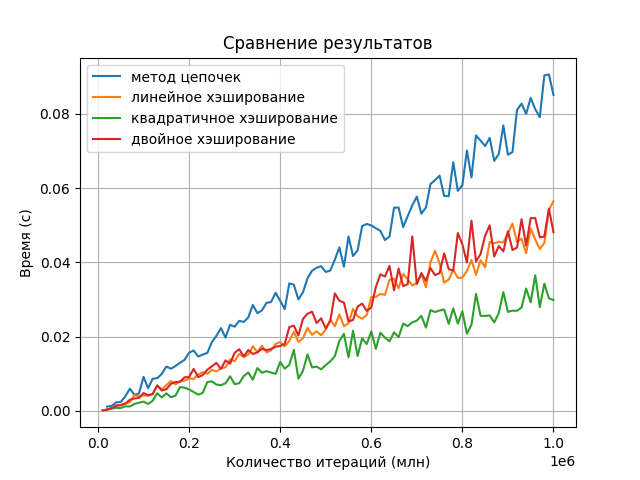 Сравнение результатов
метод цепочек
линейное хэширование
квадратичное хэширование
двойное хэширование
Время (с)
0.08
0.06
0.04
0.02
0.00
0.0 0.2 0.4 0.6 0.8 1.0
1e6
Количество итераций (млн)